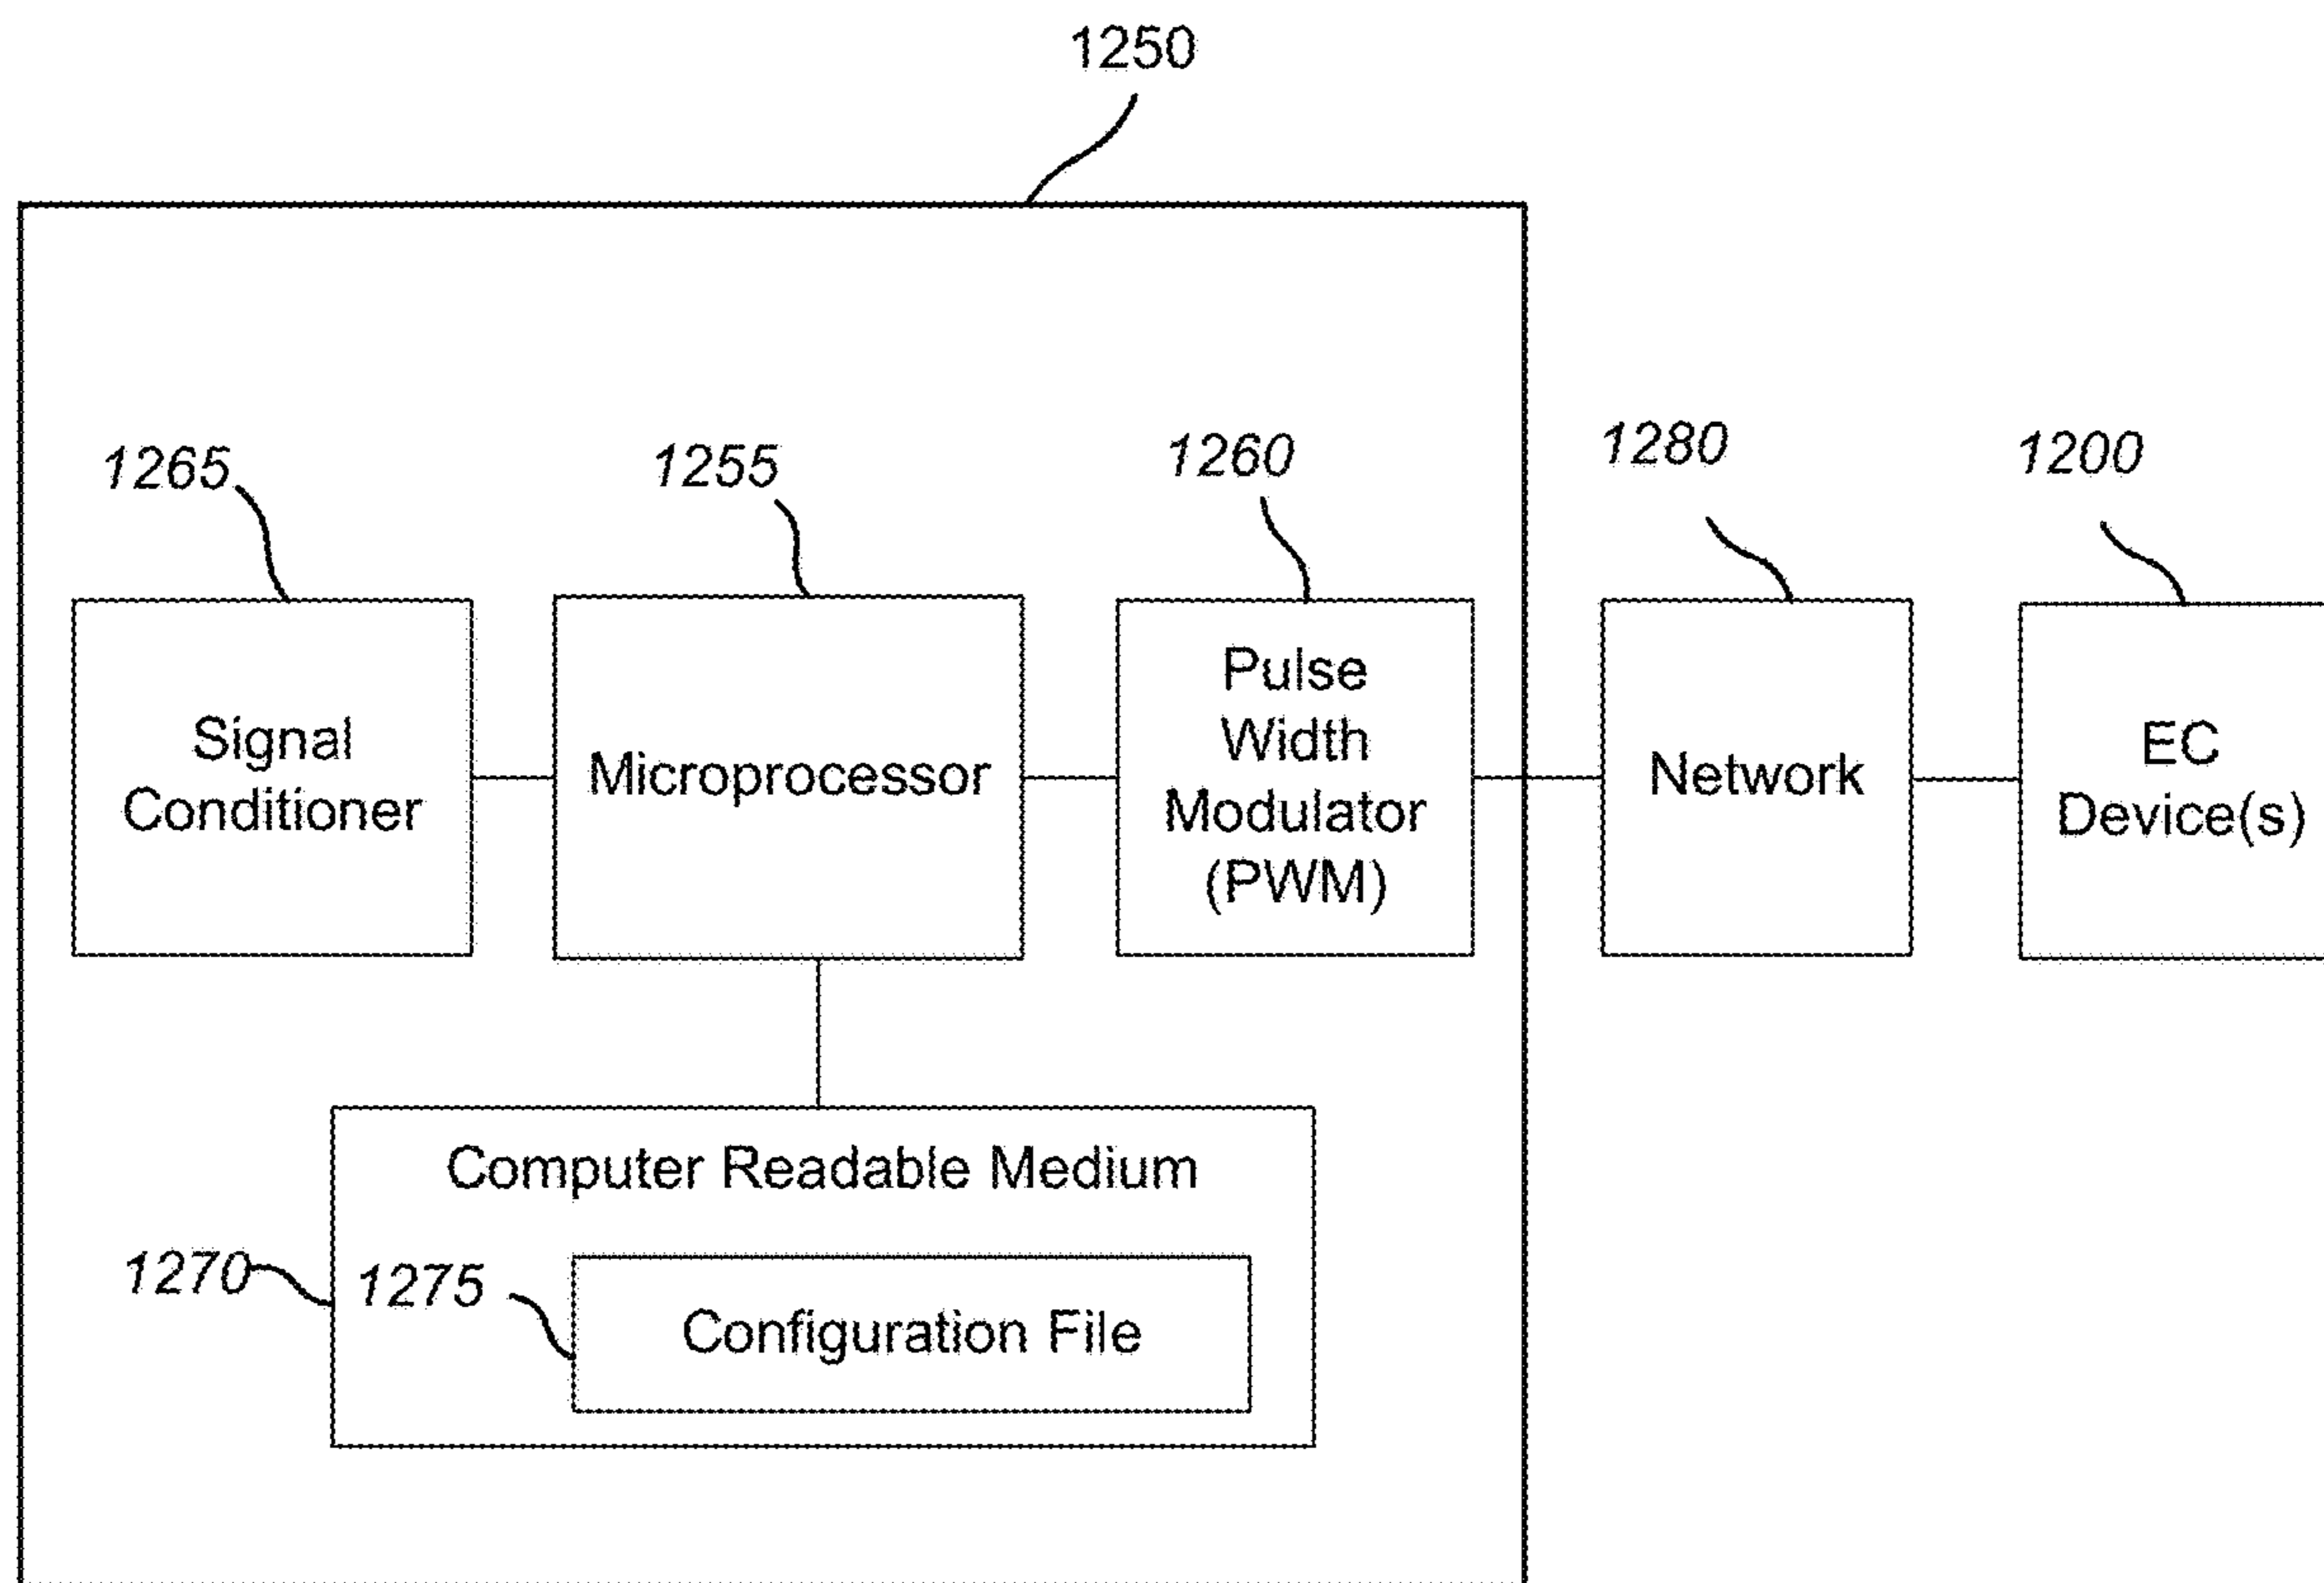 1250
1265
1255
1260
1280
1200
Signal
Conditioner
Microprocessor
Pulse
Width
Modulator
(PWM)
Network
EC
Device(s)
Computer Readable Medium
1270
1275
Configuration File